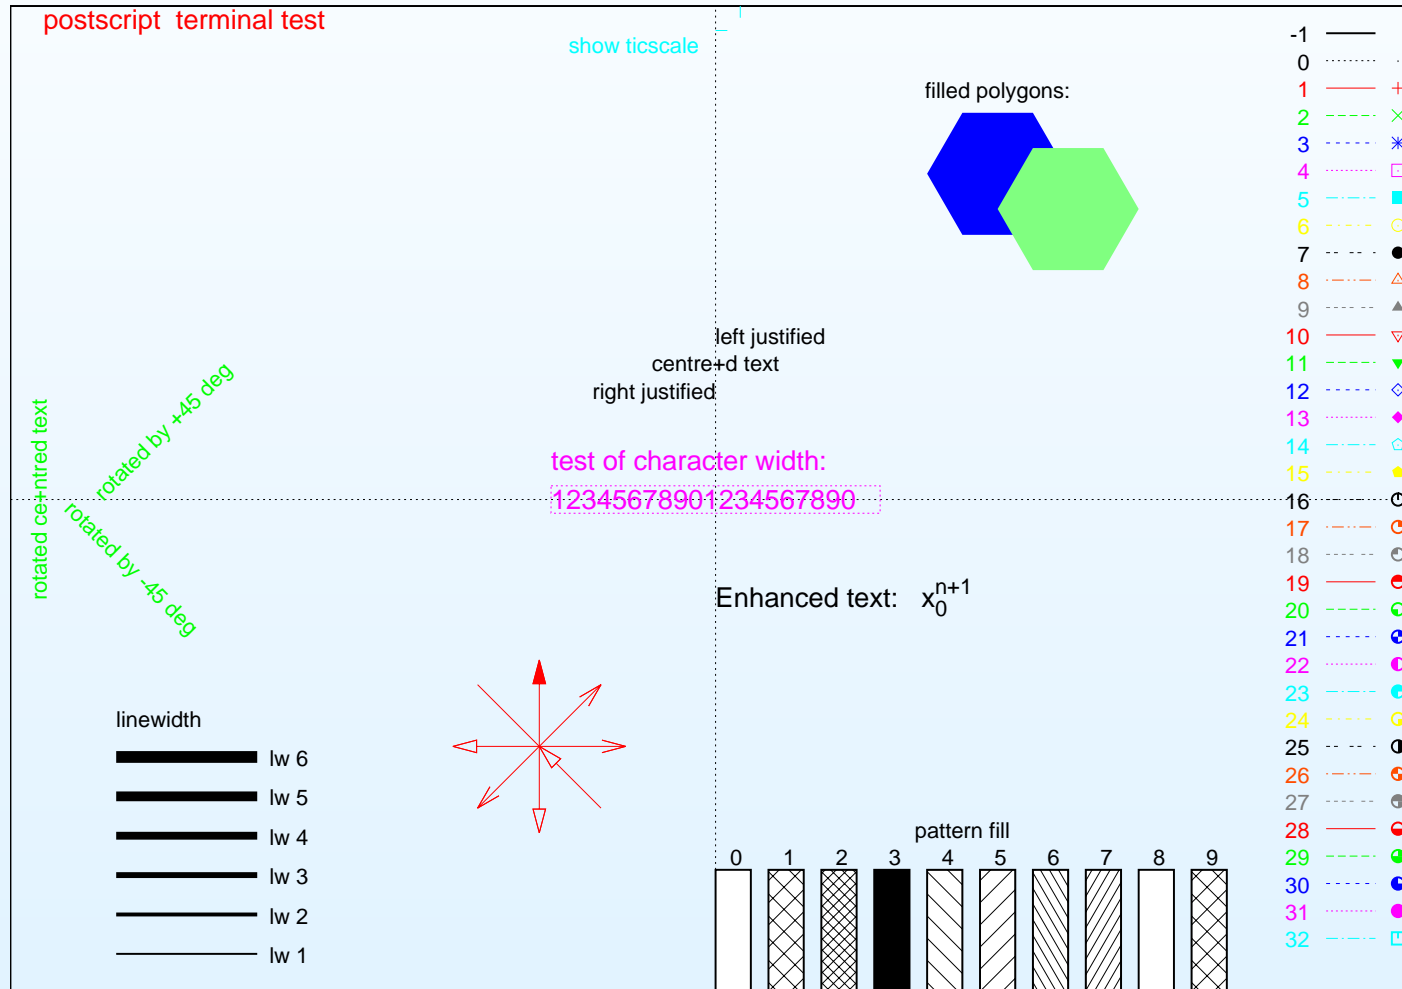 postscript  terminal test
show ticscale
filled polygons:
left justified
centre+d text
right justified
rotated ce+ntred text
rotated by +45 deg
rotated by -45 deg
test of character width:
12345678901234567890
Enhanced text:   x₀ⁿ⁺¹
linewidth
lw 6
lw 5
lw 4
lw 3
lw 2
lw 1
pattern fill
0 1 2 3 4 5 6 7 8 9
-1
0
1
2
3
4
5
6
7
8
9
10
11
12
13
14
15
16
17
18
19
20
21
22
23
24
25
26
27
28
29
30
31
32